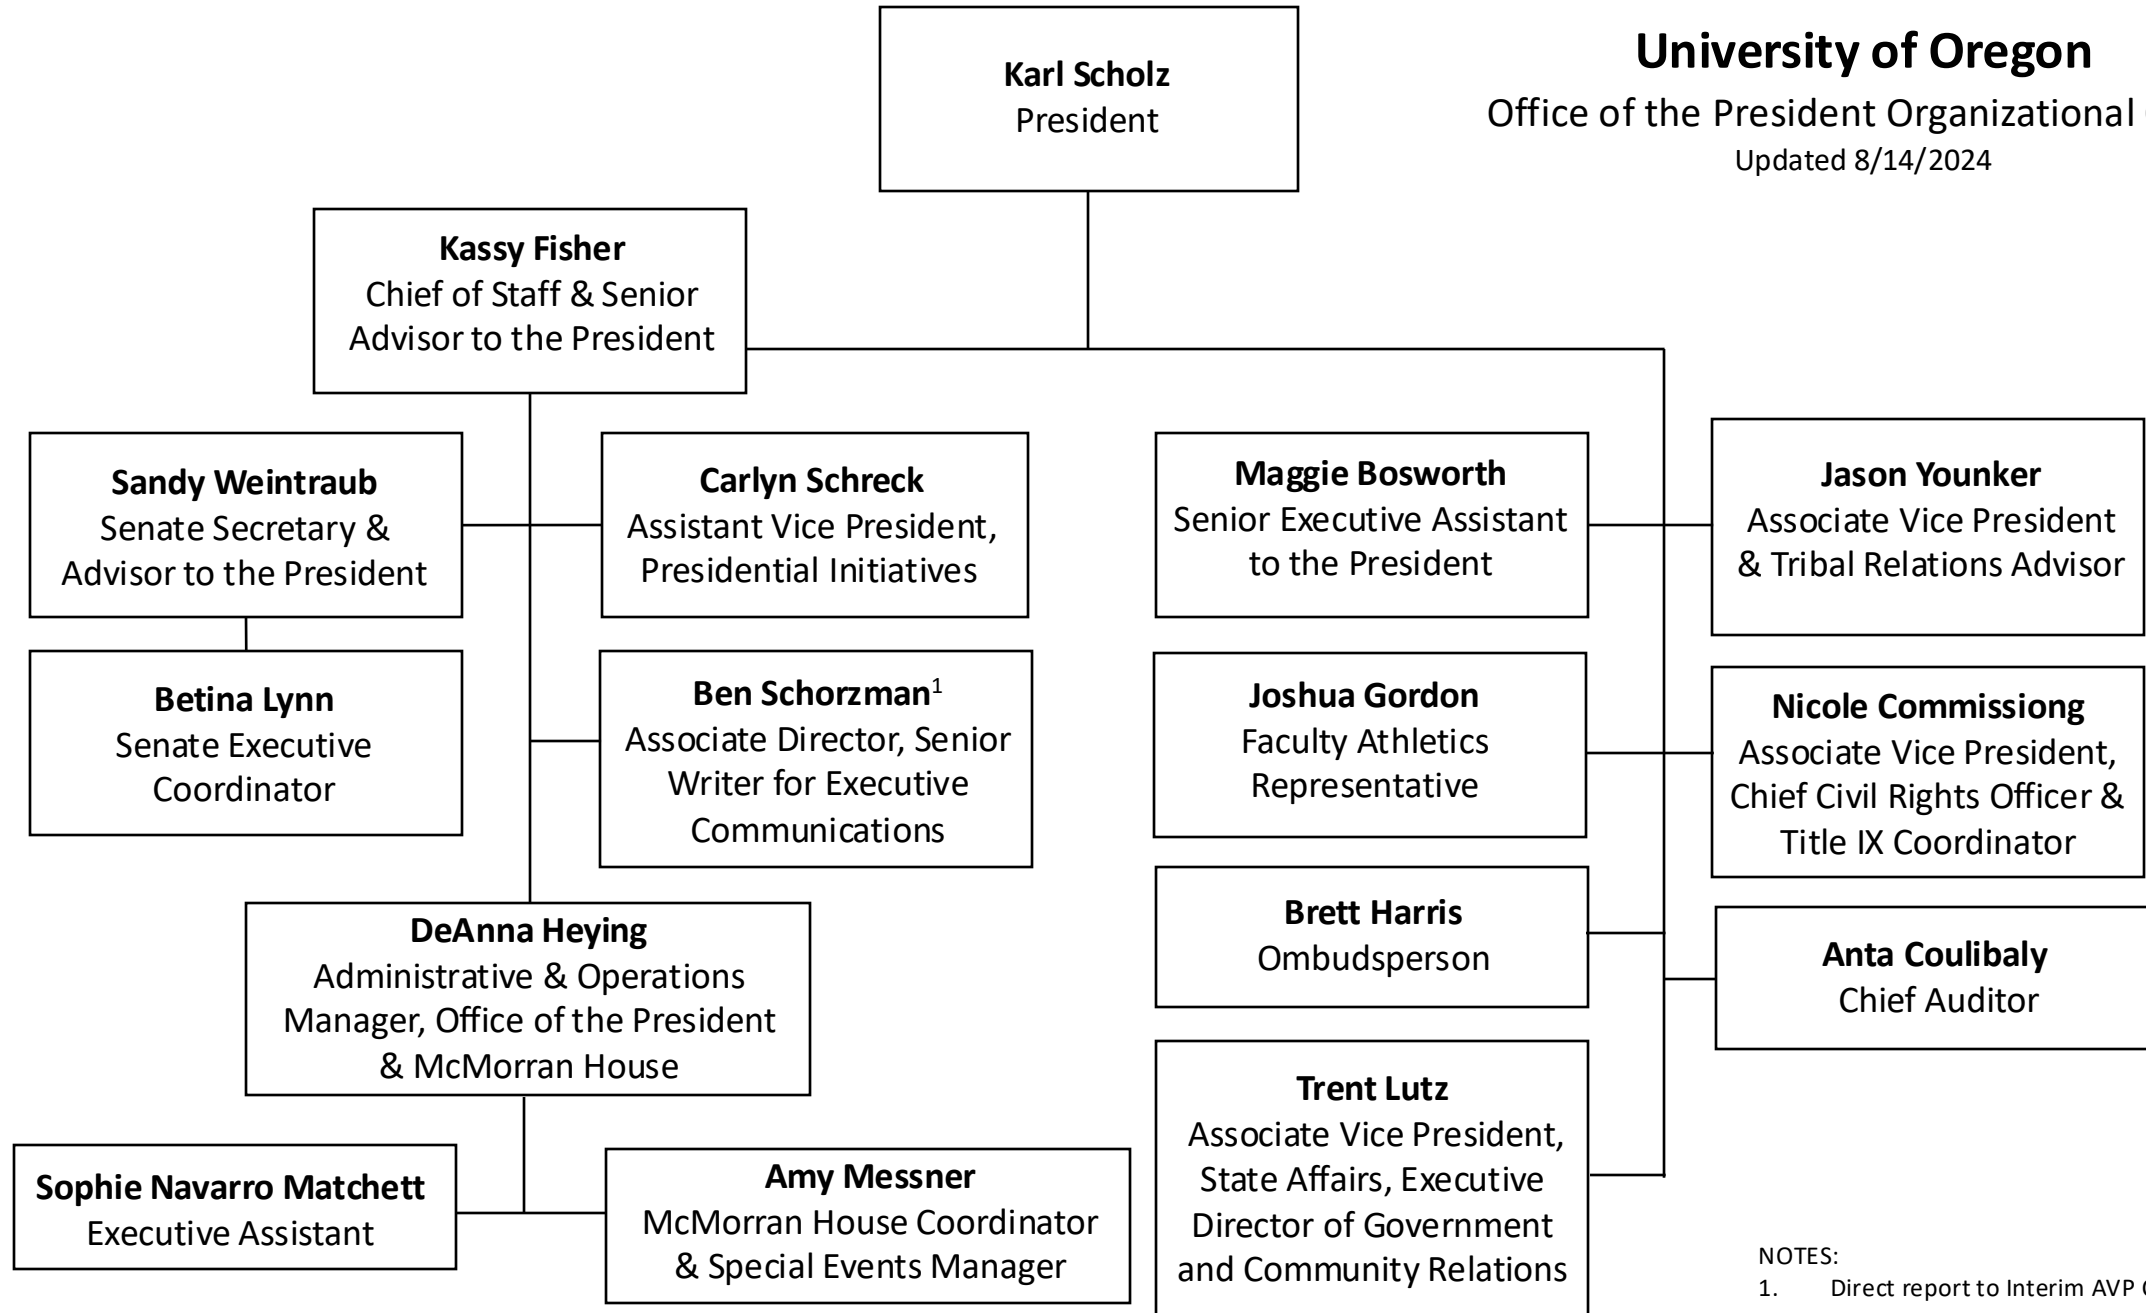 Karl Scholz
President
University of Oregon
Office of the President Organizational
Updated 8/14/2024
Kassy Fisher
Chief of Staff & Senior
Advisor to the President
Sandy Weintraub
Senate Secretary &
Advisor to the President
Carlyn Schreck
Assistant Vice President,
Presidential Initiatives
Maggie Bosworth
Senior Executive Assistant
to the President
Jason Younker
Associate Vice President
& Tribal Relations Advisor
Betina Lynn
Senate Executive
Coordinator
Ben Schorzman¹
Associate Director, Senior
Writer for Executive
Communications
Joshua Gordon
Faculty Athletics
Representative
Nicole Commissiong
Associate Vice President,
Chief Civil Rights Officer &
Title IX Coordinator
DeAnna Heying
Administrative & Operations
Manager, Office of the President
& McMorran House
Brett Harris
Ombudsperson
Anta Coulibaly
Chief Auditor
Sophie Navarro Matchett
Executive Assistant
Amy Messner
McMorran House Coordinator
& Special Events Manager
Trent Lutz
Associate Vice President,
State Affairs, Executive
Director of Government
and Community Relations
NOTES:
1. Direct report to Interim AVP